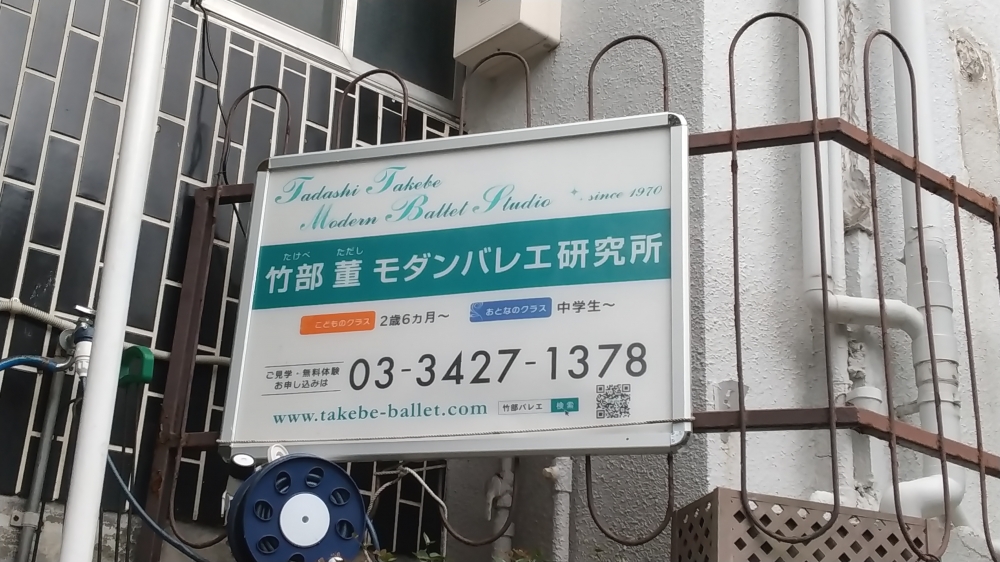 Tadashi Takebe
Modern Ballet Studio since 1970
たけべ ただし
竹部 董 モダンバレエ研究所
こどものクラス 2歳6カ月～ おとなのクラス 中学生～
ご見学・無料体験
お申し込みは
03-3427-1378
www.takebe-ballet.com 竹部バレエ 検索